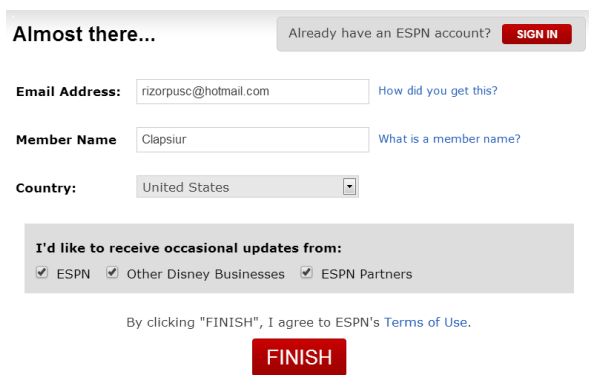 Almost there...
Already have an ESPN account? SIGN IN
Email Address: rizorpusc@hotmail.com How did you get this?
Member Name Clapsiur What is a member name?
Country: United States
I'd like to receive occasional updates from:
ESPN Other Disney Businesses ESPN Partners
By clicking "FINISH", I agree to ESPN's Terms of Use.
FINISH